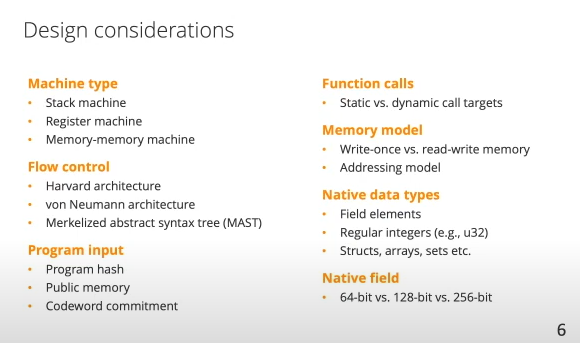 Design considerations
Machine type
• Stack machine
• Register machine
• Memory-memory machine
Flow control
• Harvard architecture
• von Neumann architecture
• Merkelized abstract syntax tree (MAST)
Program input
• Program hash
• Public memory
• Codeword commitment
Function calls
• Static vs. dynamic call targets
Memory model
• Write-once vs. read-write memory
• Addressing model
Native data types
• Field elements
• Regular integers (e.g., u32)
• Structs, arrays, sets etc.
Native field
• 64-bit vs. 128-bit vs. 256-bit
6